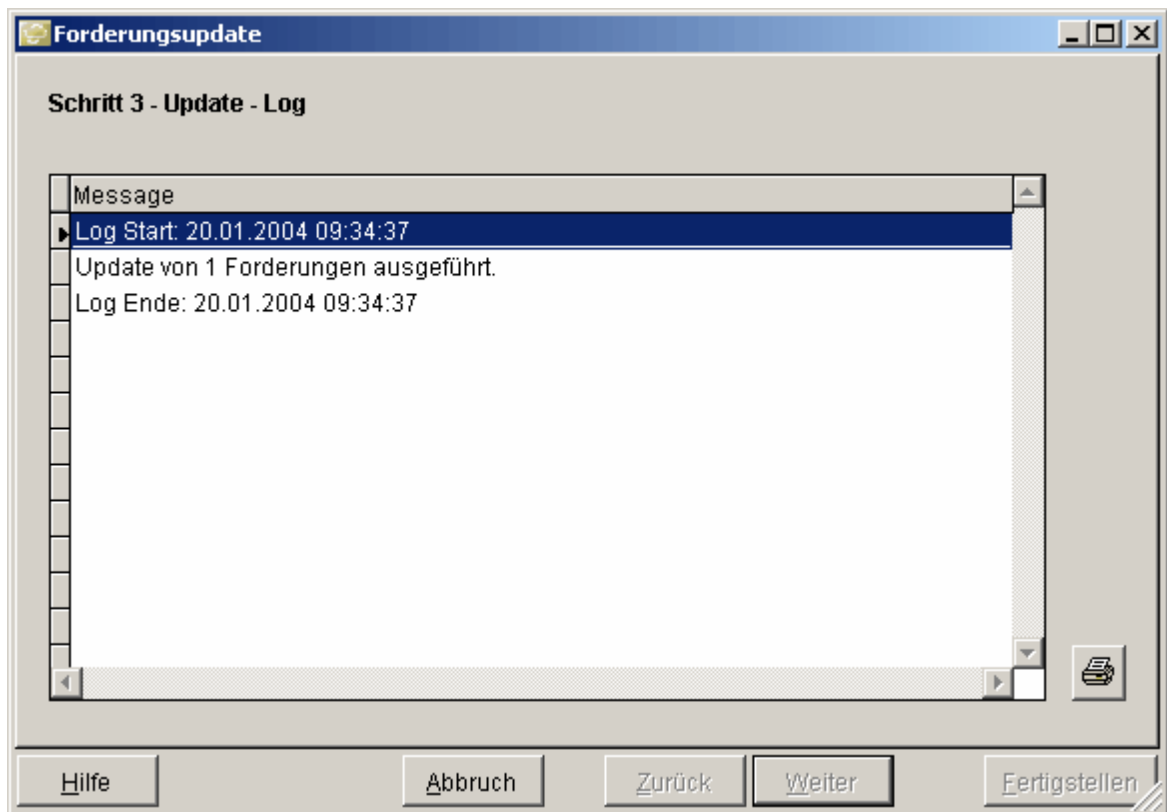 Forderungsupdate
Schritt 3 - Update - Log
Message
Log Start: 20.01.2004 09:34:37
Update von 1 Forderungen ausgeführt.
Log Ende: 20.01.2004 09:34:37
Hilfe Abbruch Zurück Weiter Fertigstellen